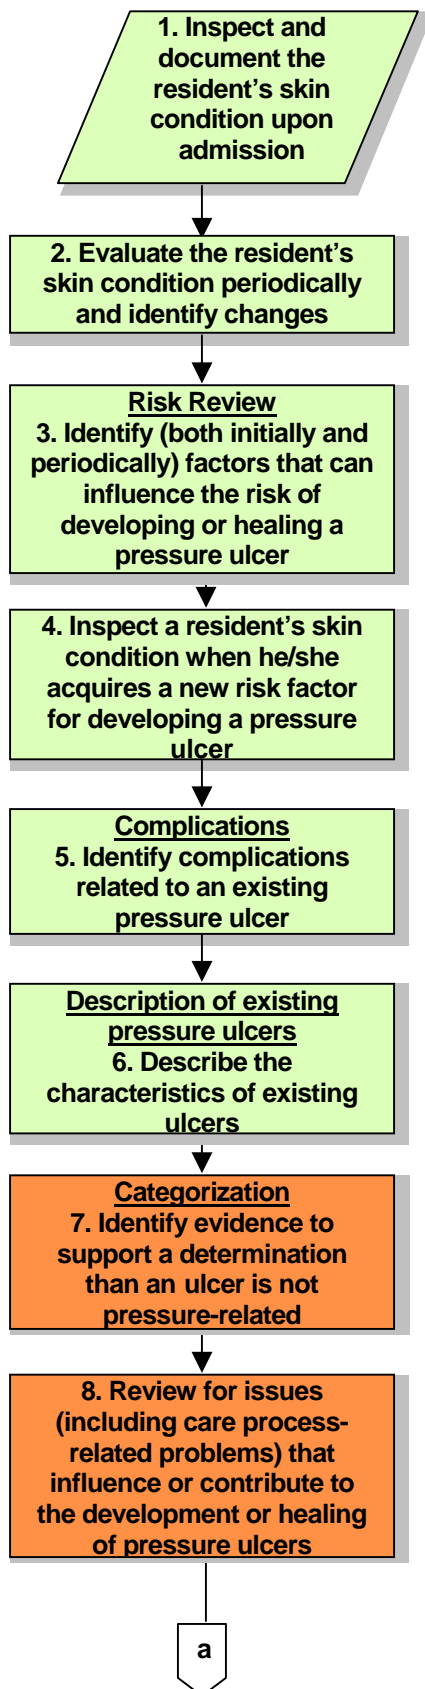 1. Inspect and
document the
resident’s skin
condition upon
admission
2. Evaluate the resident’s
skin condition periodically
and identify changes
Risk Review
3. Identify (both initially and
periodically) factors that can
influence the risk of
developing or healing a
pressure ulcer
4. Inspect a resident’s skin
condition when he/she
acquires a new risk factor
for developing a pressure
ulcer
Complications
5. Identify complications
related to an existing
pressure ulcer
Description of existing
pressure ulcers
6. Describe the
characteristics of existing
ulcers
Categorization
7. Identify evidence to
support a determination
than an ulcer is not
pressure-related
8. Review for issues
(including care process-
related problems) that
influence or contribute to
the development or healing
of pressure ulcers
a